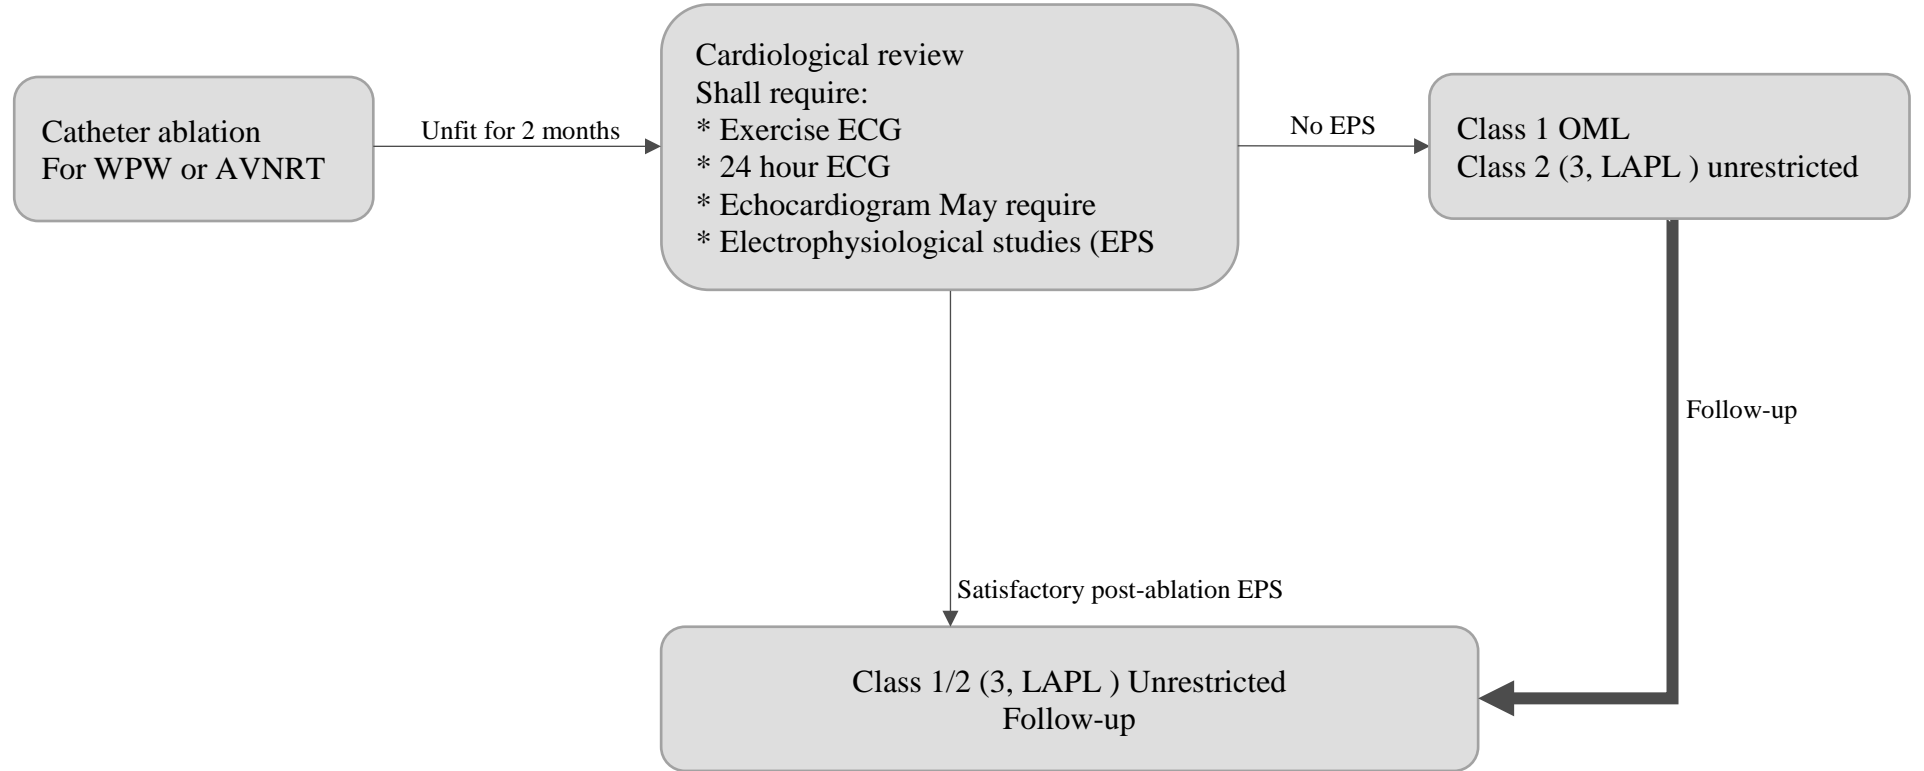 Catheter ablation
For WPW or AVNRT
Unfit for 2 months
Cardiological review
Shall require:
* Exercise ECG
* 24 hour ECG
* Echocardiogram May require
* Electrophysiological studies (EPS
No EPS
Class 1 OML
Class 2 (3, LAPL ) unrestricted
Follow-up
Satisfactory post-ablation EPS
Class 1/2 (3, LAPL ) Unrestricted
Follow-up